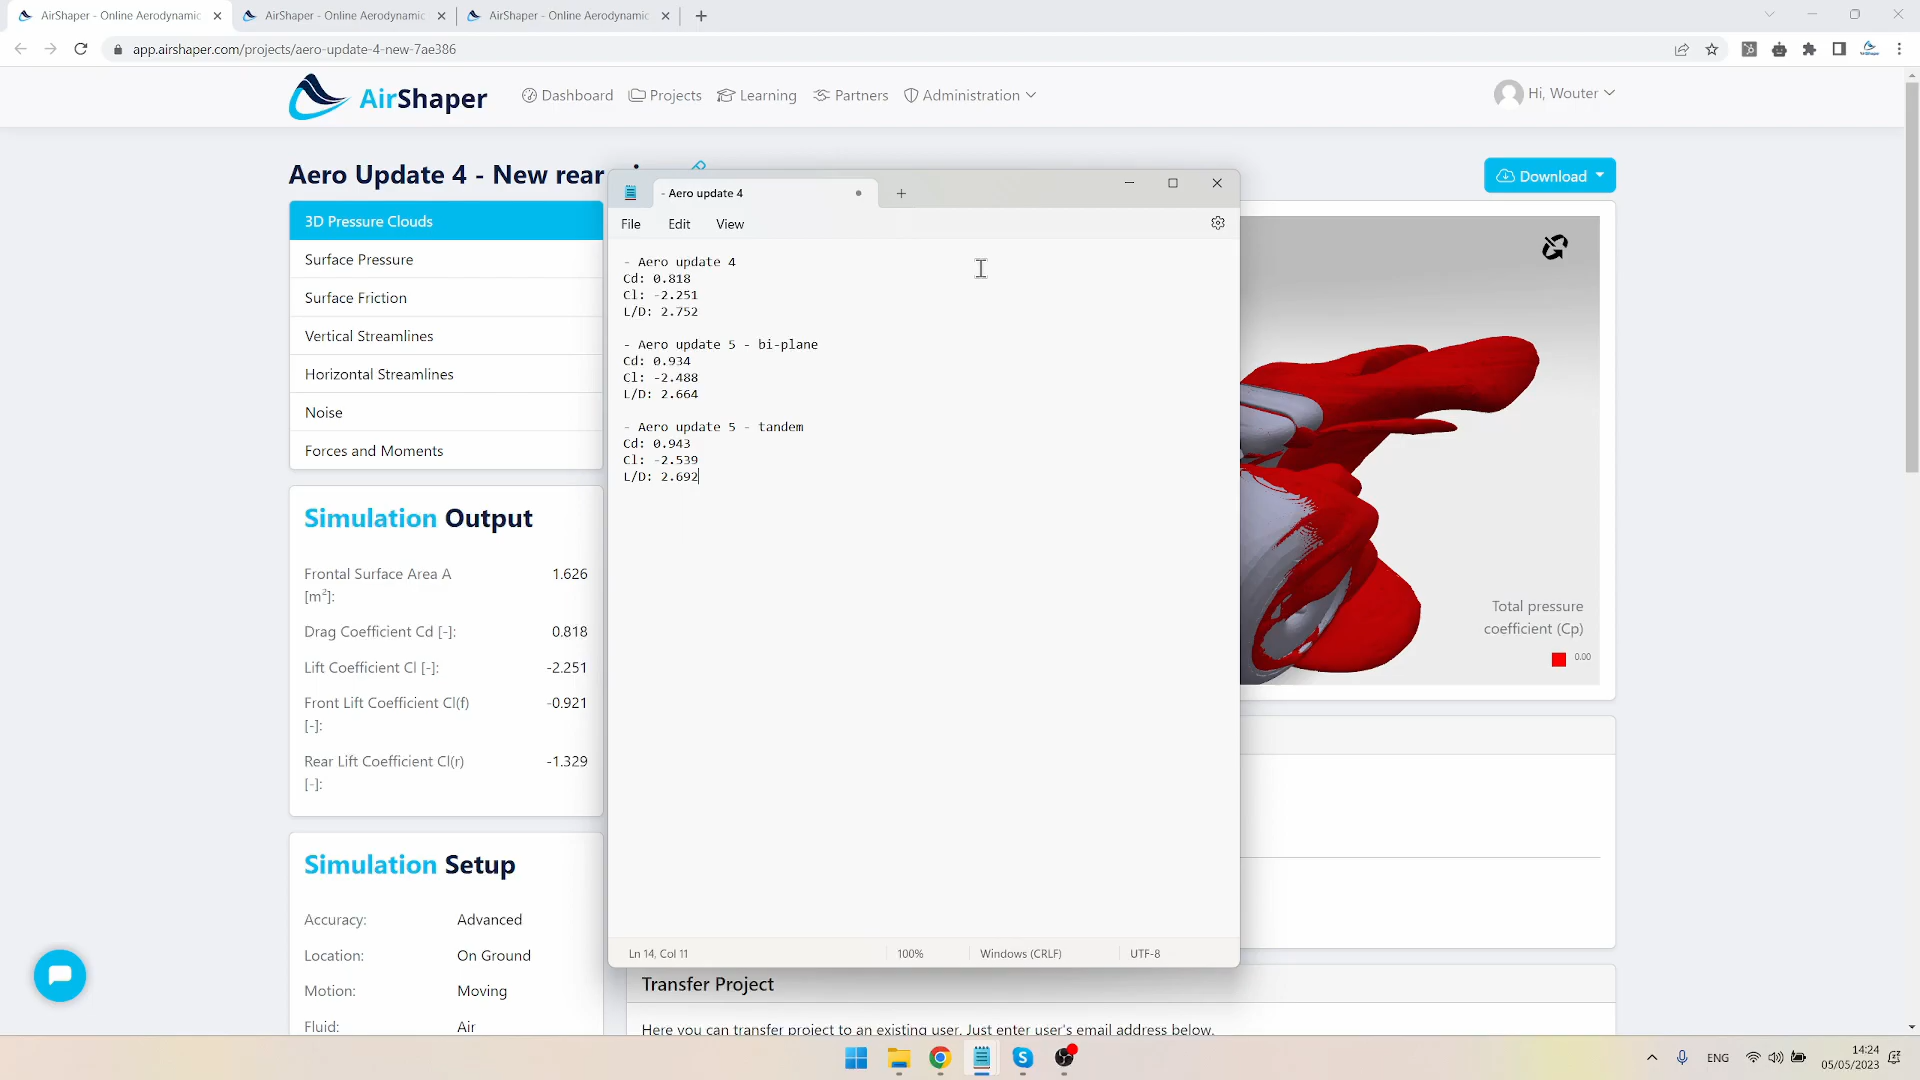 AirShaper - Online Aerodynamic
AirShaper - Online Aerodynamic
AirShaper - Online Aerodynamic
app.airshaper.com/projects/aero-update-4-new-7ae386
AirShaper
Dashboard
Projects
Learning
Partners
Administration
Hi, Wouter
Aero Update 4 - New rear
Download
3D Pressure Clouds
Surface Pressure
Surface Friction
Vertical Streamlines
Horizontal Streamlines
Noise
Forces and Moments
Simulation Output
Frontal Surface Area A [m²]: 1.626
Drag Coefficient Cd [-]: 0.818
Lift Coefficient Cl [-]: -2.251
Front Lift Coefficient Cl(f) [-]: -0.921
Rear Lift Coefficient Cl(r) [-]: -1.329
Simulation Setup
Accuracy: Advanced
Location: On Ground
Motion: Moving
Fluid: Air
- Aero update 4
File Edit View
- Aero update 4
Cd: 0.818
Cl: -2.251
L/D: 2.752
- Aero update 5 - bi-plane
Cd: 0.934
Cl: -2.488
L/D: 2.664
- Aero update 5 - tandem
Cd: 0.943
Cl: -2.539
L/D: 2.692
Ln 14, Col 11
100%
Windows (CRLF)
UTF-8
Total pressure
coefficient (Cp)
0.00
Transfer Project
Here you can transfer project to an existing user. Just enter user's email address below.
ENG
14:24
05/05/2023